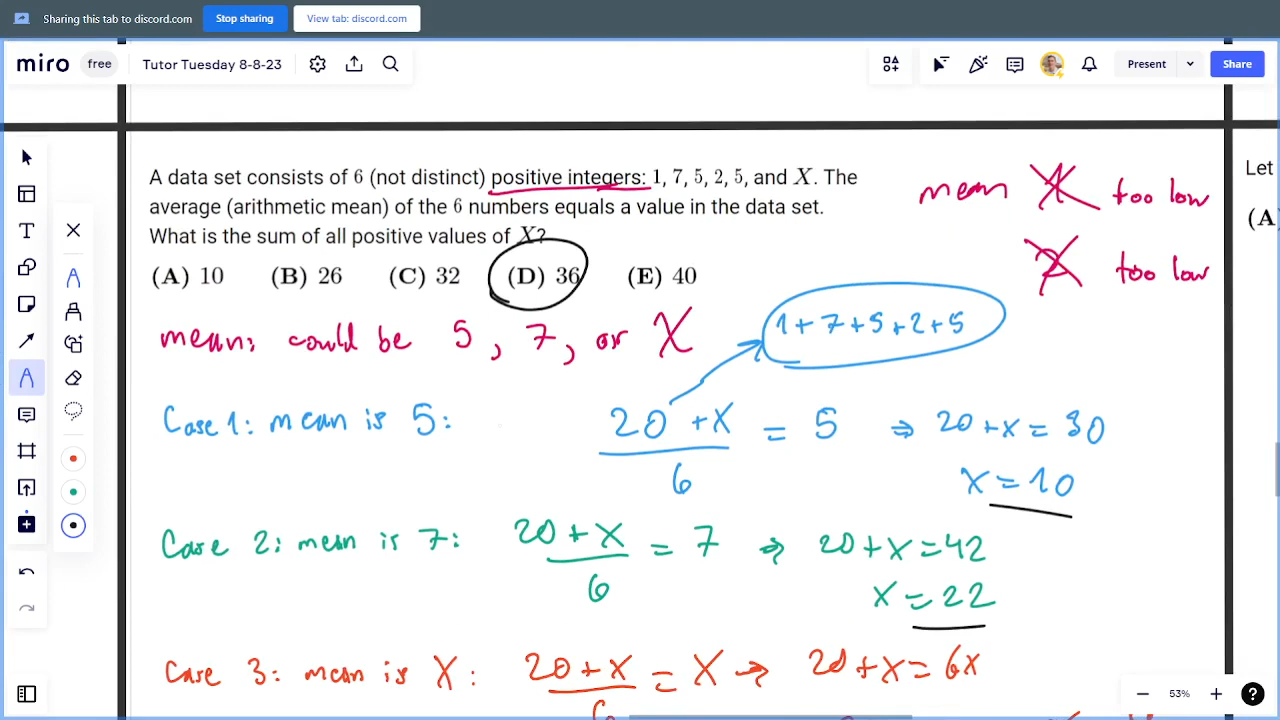 Sharing this tab to discord.com Stop sharing View tab: discord.com
miro free Tutor Tuesday 8-8-23 Present Share
A data set consists of 6 (not distinct) positive integers: 1, 7, 5, 2, 5, and X. The
average (arithmetic mean) of the 6 numbers equals a value in the data set.
What is the sum of all positive values of X?
(A) 10 (B) 26 (C) 32 (D) 36 (E) 40
mean 1 too low
2 too low
Let
(A
mean: could be 5, 7, or X
1+7+5+2+5
Case 1: mean is 5: 20+X / 6 = 5 ⇒ 20+x = 30
x = 10
Case 2: mean is 7: 20+X / 6 = 7 ⇒ 20+x = 42
x = 22
Case 3: mean is X: 20+X / 6 = X → 20+x = 6x
53%